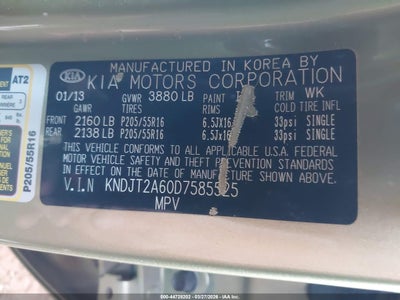 MANUFACTURED IN KOREA BY
KIA KIA MOTORS CORPORATION
01/13 GVWR 3880 LB PAINT TRIM WK
GAWR TIRES RIMS COLD TIRE INFL
FRONT 2160 LB P205/55R16 6.5JX16 33psi SINGLE
REAR 2138 LB P205/55R16 6.5JX16 33psi SINGLE
THIS VEHICLE CONFORMS TO ALL APPLICABLE U.S.A. FEDERAL
MOTOR VEHICLE SAFETY BUMPER AND THEFT PREVENTION STANDARDS
IN EFFECT ON THE DATE OF MANUFACTURE SHOWN ABOVE.
V.I.N KNDJT2A60D7585525
MPV
AT2
REAR
P205/55R16